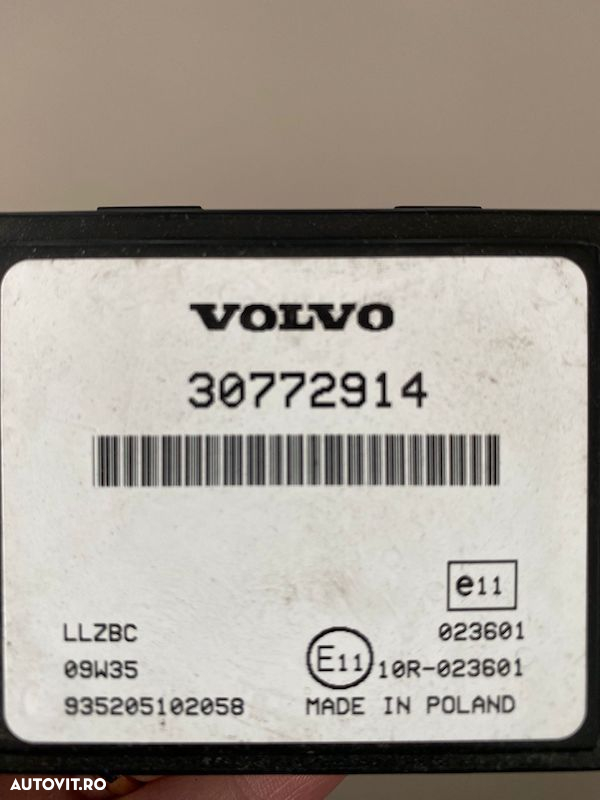 VOLVO
30772914
e11
LLZBC
023601
09W35
E11 10R-023601
935205102058
MADE IN POLAND
AUTOVIT.RO